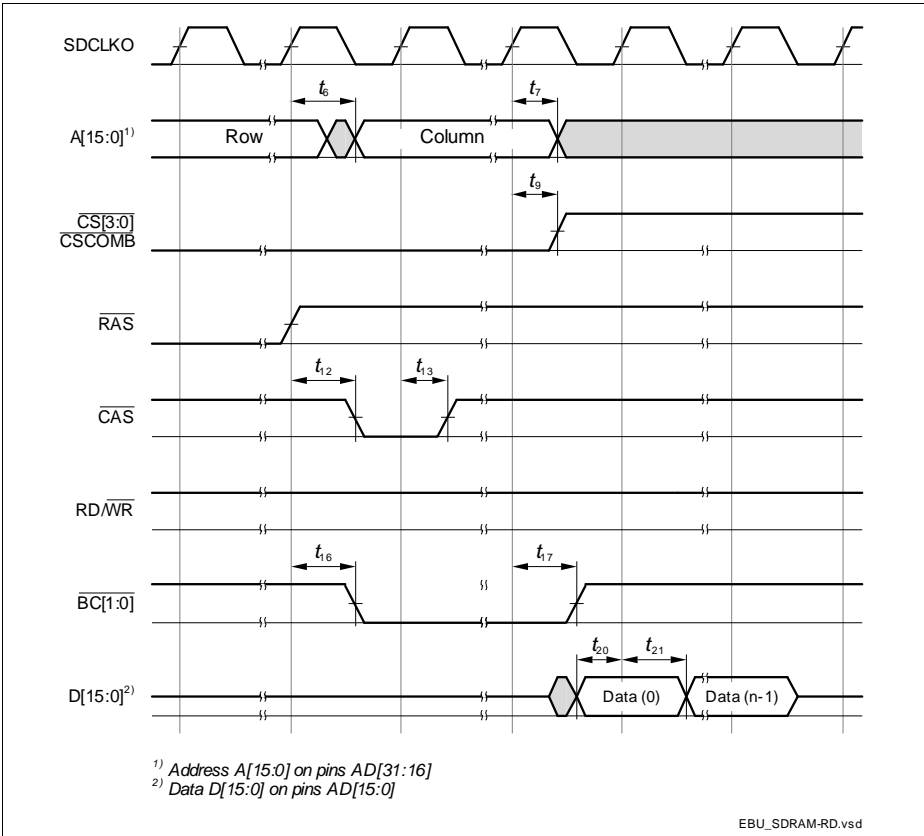 SDCLKO
t6
t7
A[15:0]1)
Row
Column
t9
CS[3:0]
CSCOMB
RAS
t12
t13
CAS
RD/WR
t16
t17
BC[1:0]
t20
t21
D[15:0]2)
Data (0)
Data (n-1)
1) Address A[15:0] on pins AD[31:16]
2) Data D[15:0] on pins AD[15:0]
EBU_SDRAM-RD.vsd